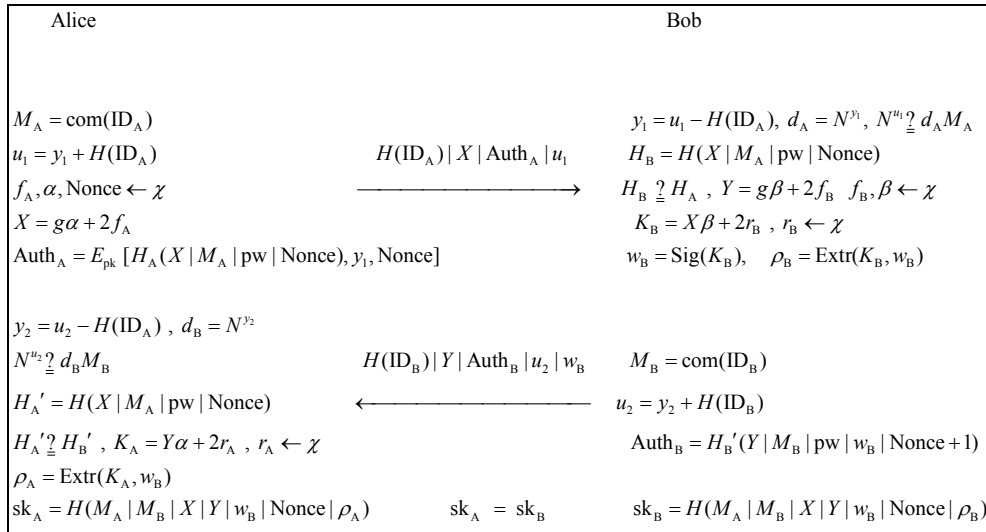 Alice Bob
M_A = com(ID_A) y_1 = u_1 − H(ID_A), d_A = N^{y_1}, N^{u_1} ≟ d_A M_A
u_1 = y_1 + H(ID_A) H(ID_A) | X | Auth_A | u_1 H_B = H(X | M_A | pw | Nonce)
f_A, α, Nonce ← χ ⟶ H_B ≟ H_A , Y = gβ + 2f_B f_B, β ← χ
X = gα + 2f_A K_B = Xβ + 2r_B , r_B ← χ
Auth_A = E_pk [H_A(X | M_A | pw | Nonce), y_1, Nonce] w_B = Sig(K_B), ρ_B = Extr(K_B, w_B)
y_2 = u_2 − H(ID_A) , d_B = N^{y_2}
N^{u_2} ≟ d_B M_B H(ID_B) | Y | Auth_B | u_2 | w_B M_B = com(ID_B)
H_A′ = H(X | M_A | pw | Nonce) ⟵ u_2 = y_2 + H(ID_B)
H_A′ ≟ H_B′ , K_A = Yα + 2r_A , r_A ← χ Auth_B = H_B′(Y | M_B | pw | w_B | Nonce + 1)
ρ_A = Extr(K_A, w_B)
sk_A = H(M_A | M_B | X | Y | w_B | Nonce | ρ_A) sk_A = sk_B sk_B = H(M_A | M_B | X | Y | w_B | Nonce | ρ_B)